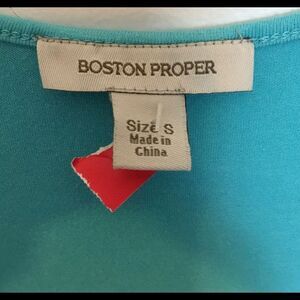 BOSTON PROPER
Size S
Made in
China